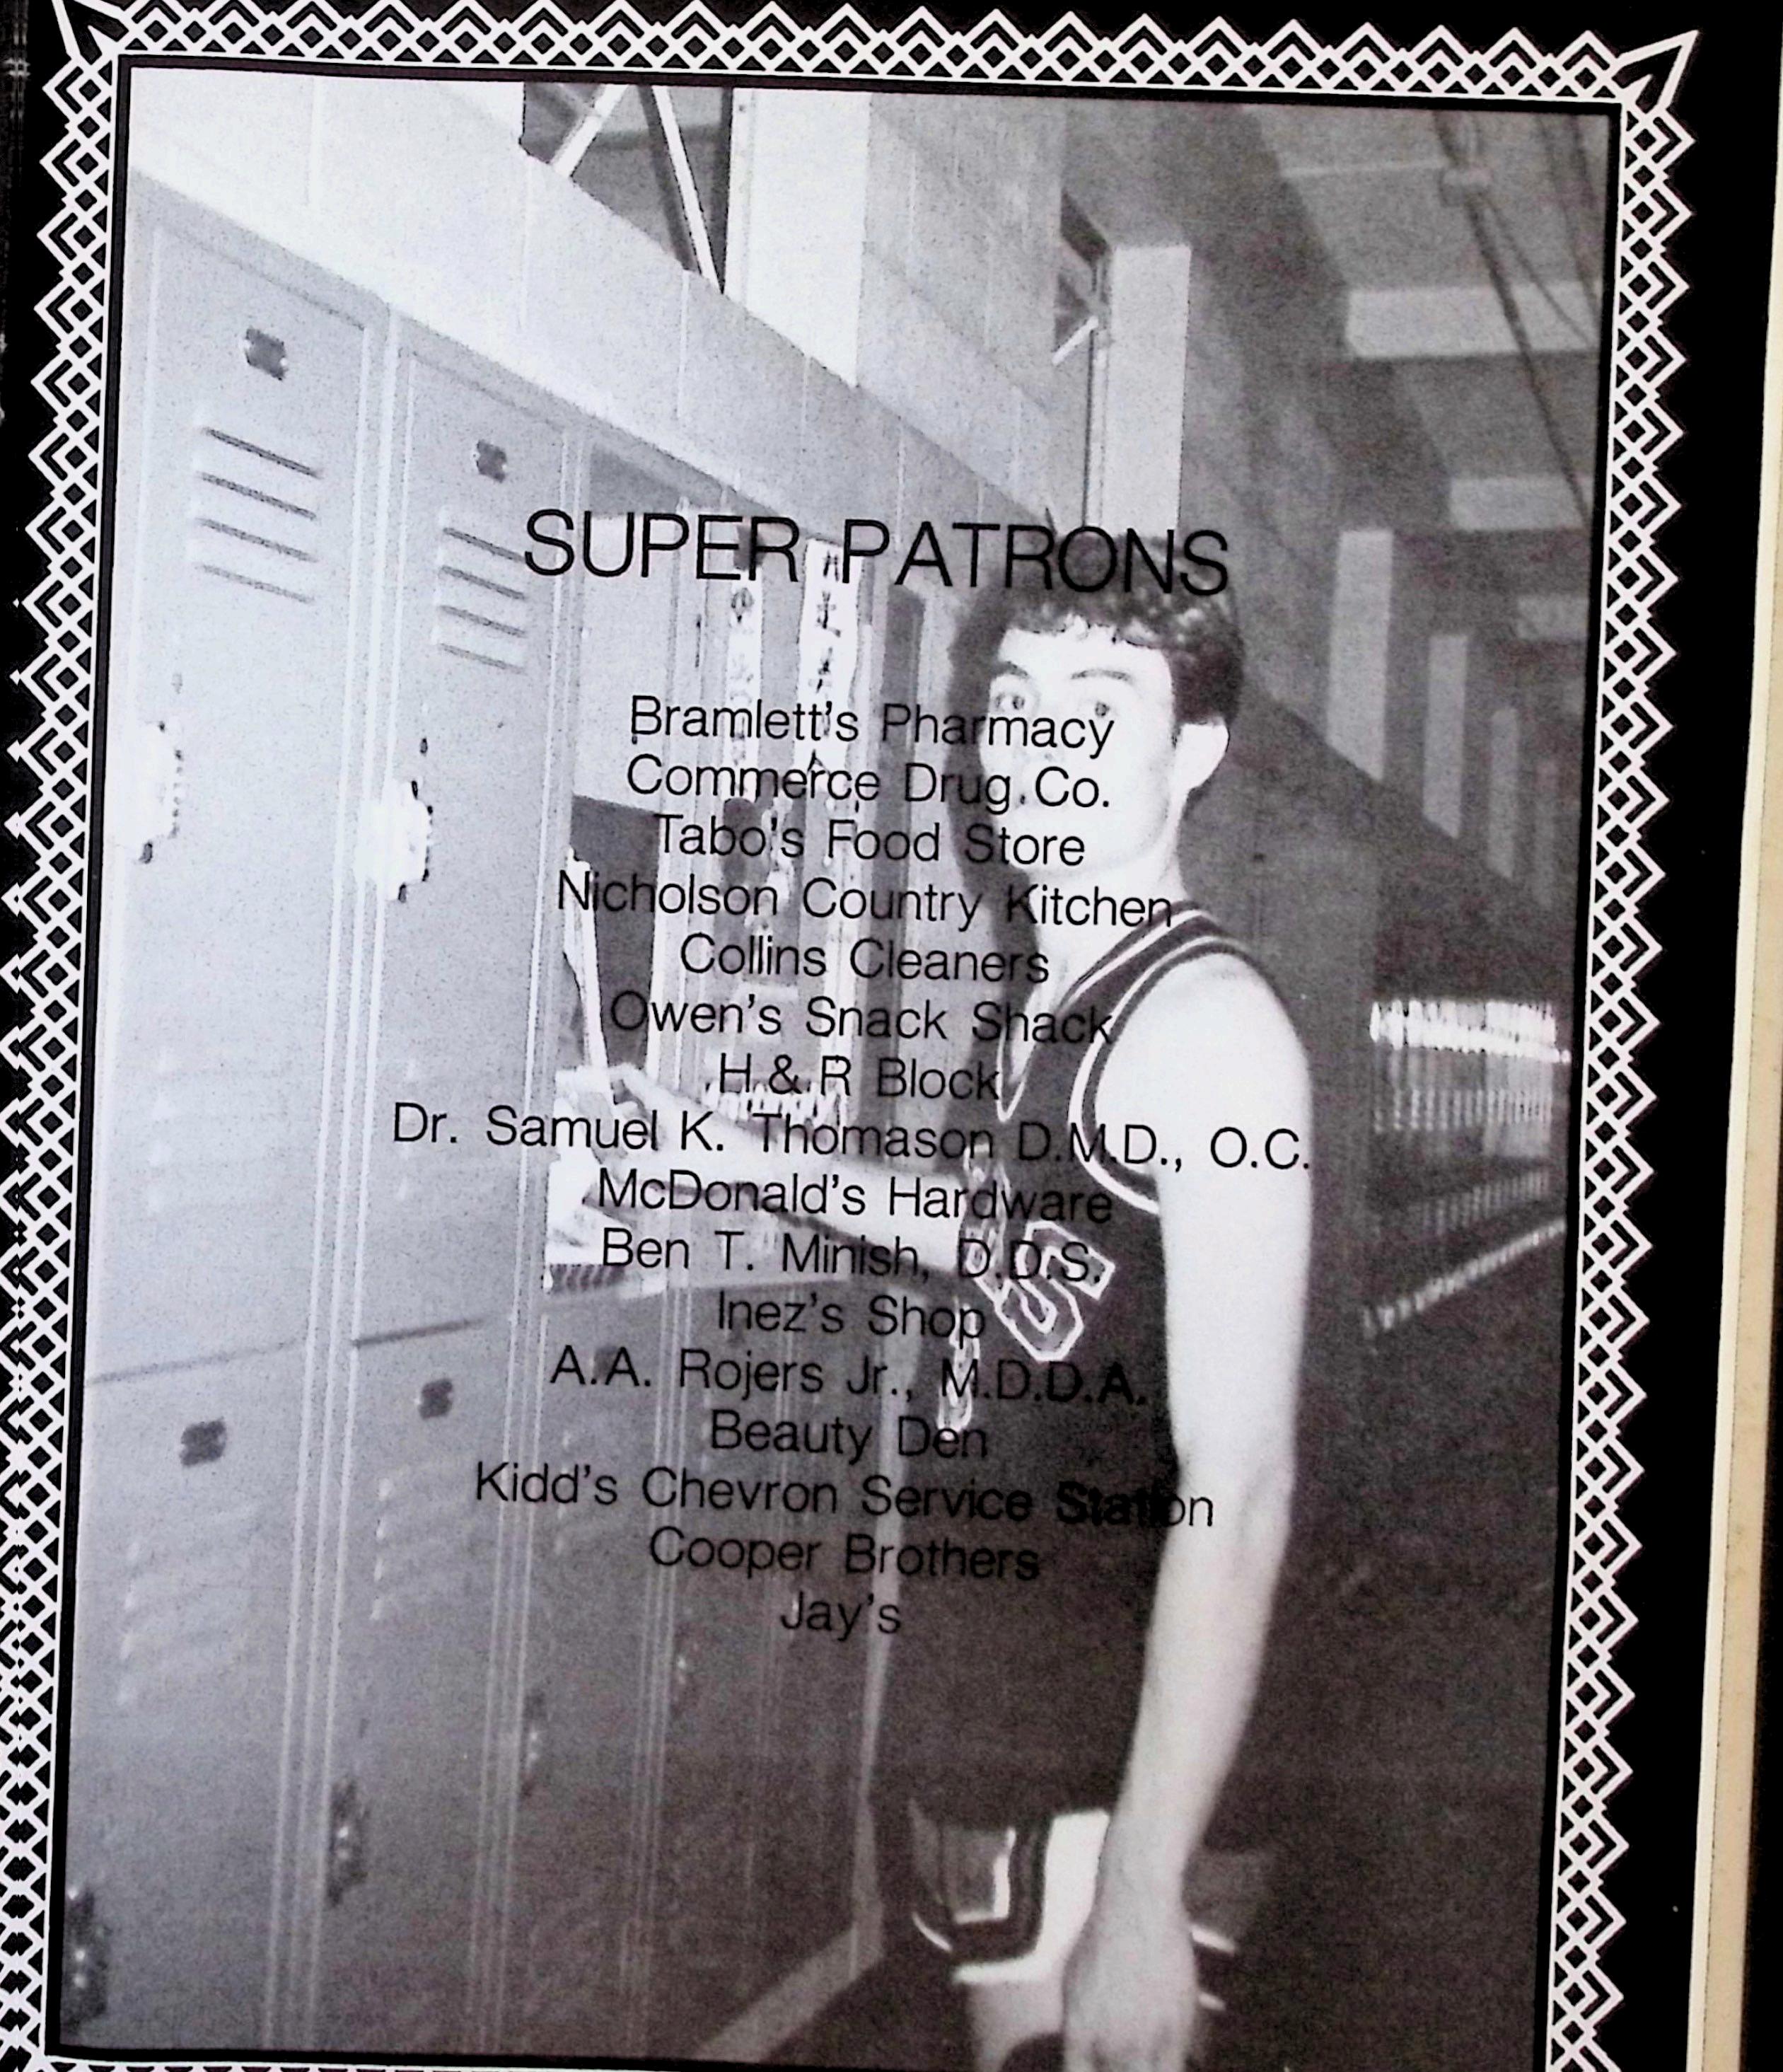 SUPER PATRONS
Bramlett's Pharmacy
Commerce Drug Co.
Tabo's Food Store
Nicholson Country Kitchen
Collins Cleaners
Owen's Snack Shack
H & R Block
Dr. Samuel K. Thomason D.M.D., O.C.
McDonald's Hardware
Ben T. Minish, D.D.S.
Inez's Shop
A.A. Rojers Jr., M.D.D.A.
Beauty Den
Kidd's Chevron Service Station
Cooper Brothers
Jay's